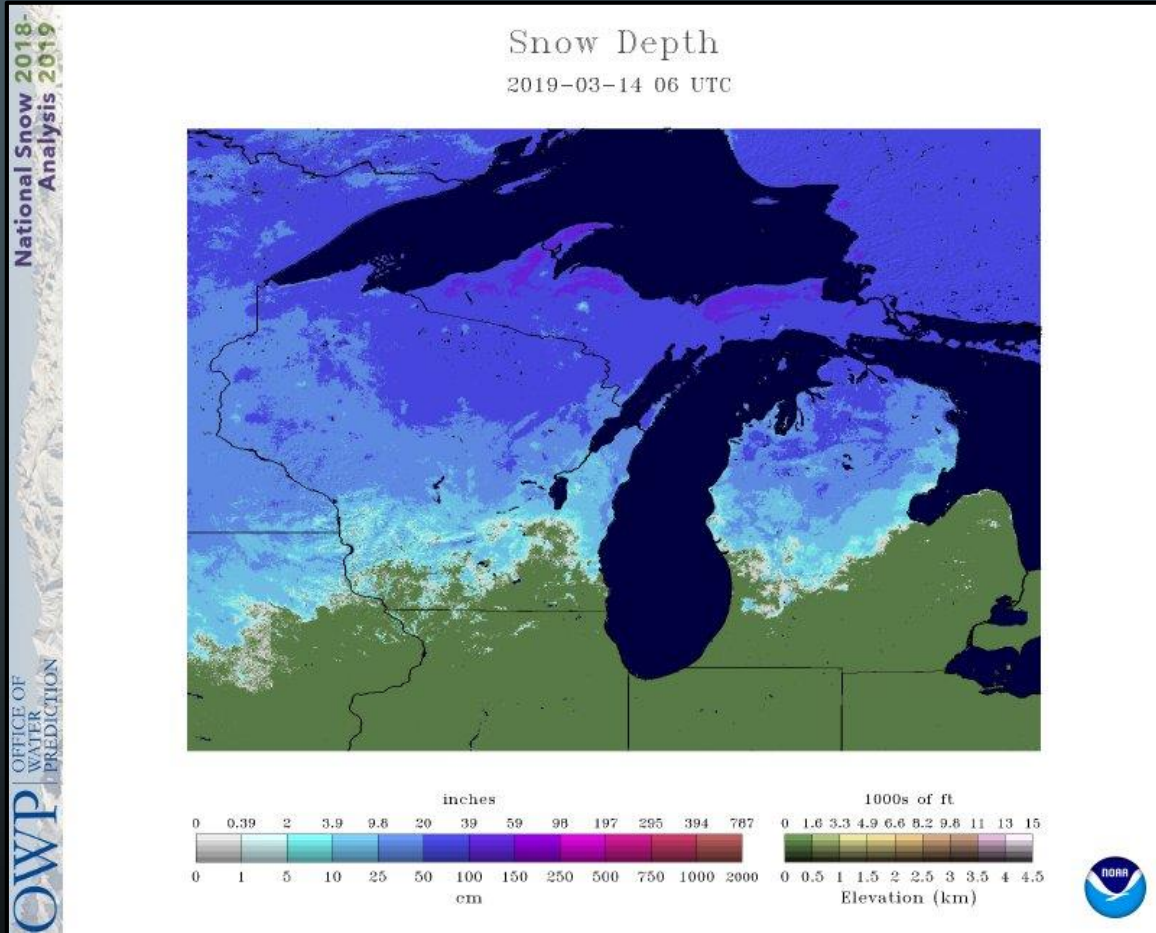 National Snow 2018-
Analysis 2019
Snow Depth
2019-03-14 06 UTC
inches
0 0.39 2 3.9 9.8 20 39 59 98 197 295 394 787
0 1 5 10 25 50 100 150 250 500 750 1000 2000
cm
1000s of ft
0 1.6 3.3 4.9 6.6 8.2 9.8 11 13 15
0 0.5 1 1.5 2 2.5 3 3.5 4 4.5
Elevation (km)
OWP
OFFICE OF
WATER
PREDICTION
NOAA